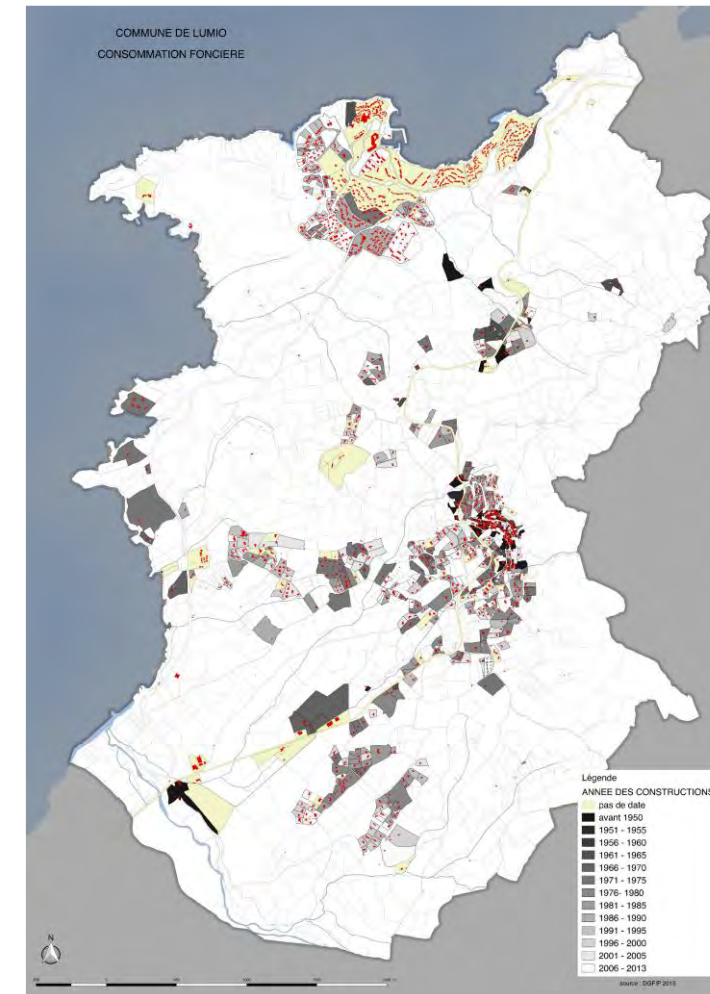 COMMUNE DE LUMIO
CONSOMMATION FONCIERE
Légende
ANNEE DES CONSTRUCTIONS
pas de date
avant 1950
1951 - 1955
1956 - 1960
1961 - 1965
1966 - 1970
1971 - 1975
1976- 1980
1981 - 1985
1986 - 1990
1991 - 1995
1996 - 2000
2001 - 2005
2006 - 2013
N
source : DGFIP 2013